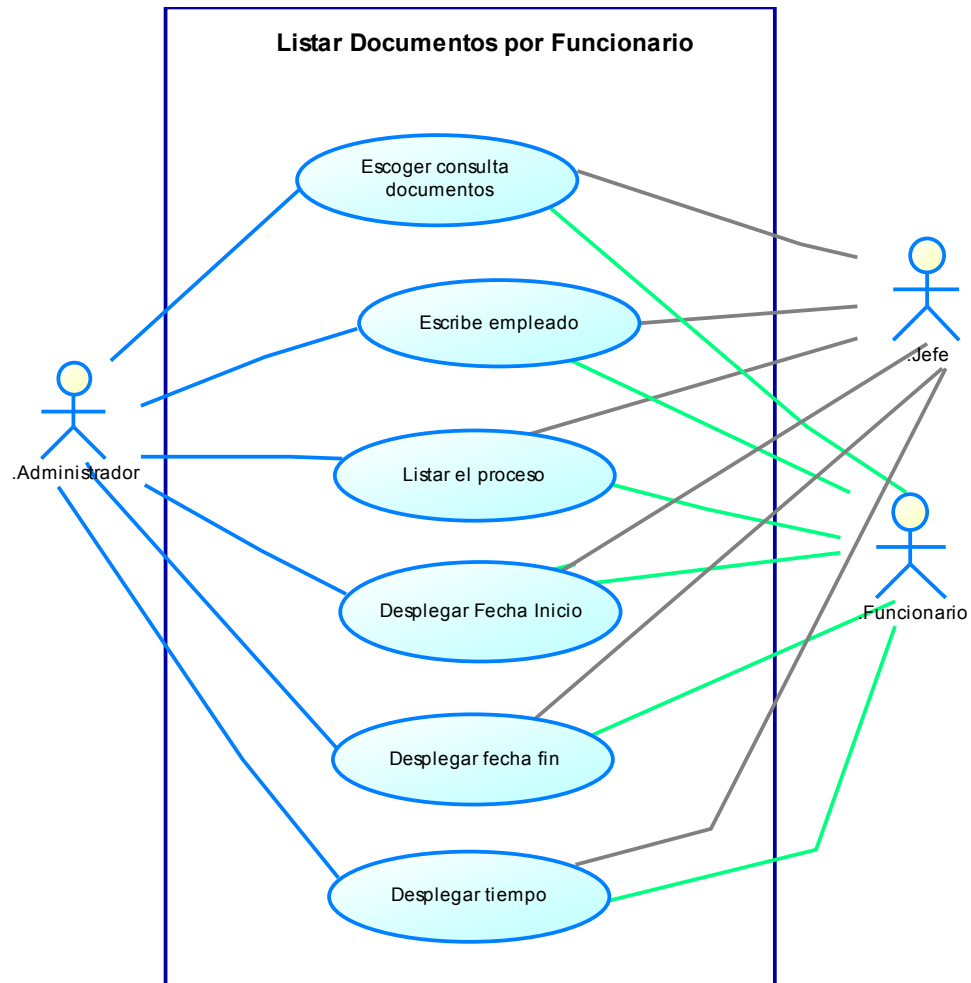 Listar Documentos por Funcionario
Escoger consulta
documentos
Escribe empleado
.Jefe
.Administrador
Listar el proceso
Desplegar Fecha Inicio
.Funcionario
Desplegar fecha fin
Desplegar tiempo